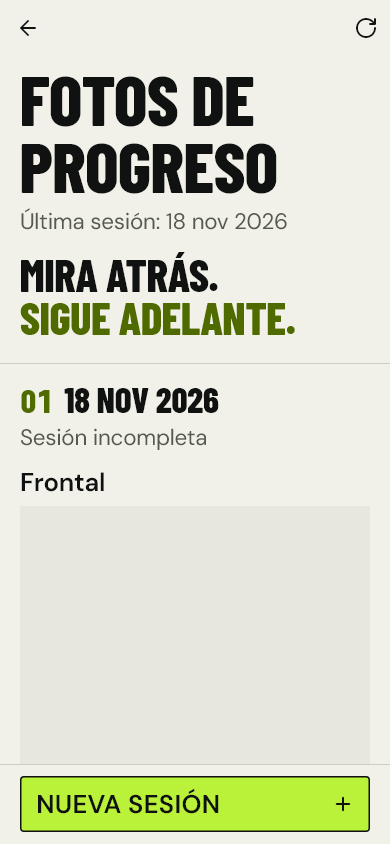 FOTOS DE
PROGRESO
Última sesión: 18 nov 2026
MIRA ATRÁS.
SIGUE ADELANTE.
01 18 NOV 2026
Sesión incompleta
Frontal
NUEVA SESIÓN +